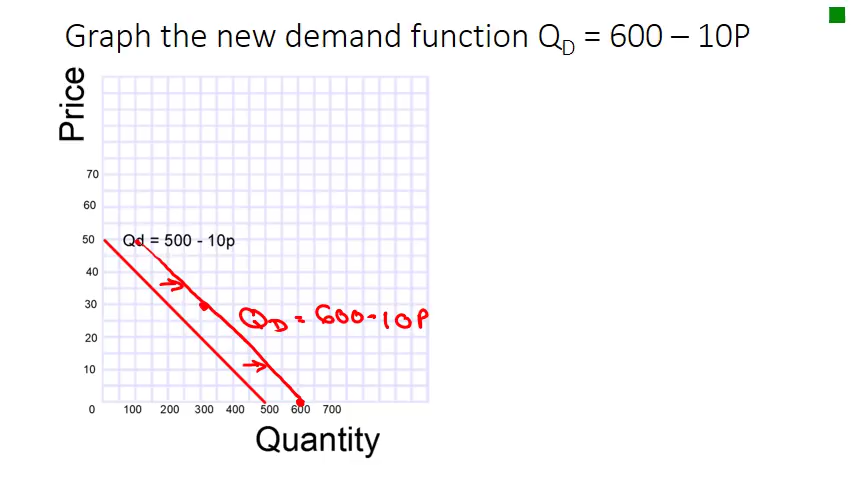 Graph the new demand function QD = 600 – 10P
Price
70
60
50
Qd = 500 - 10p
40
30
QD = 600-10P
20
10
0 100 200 300 400 500 600 700
Quantity